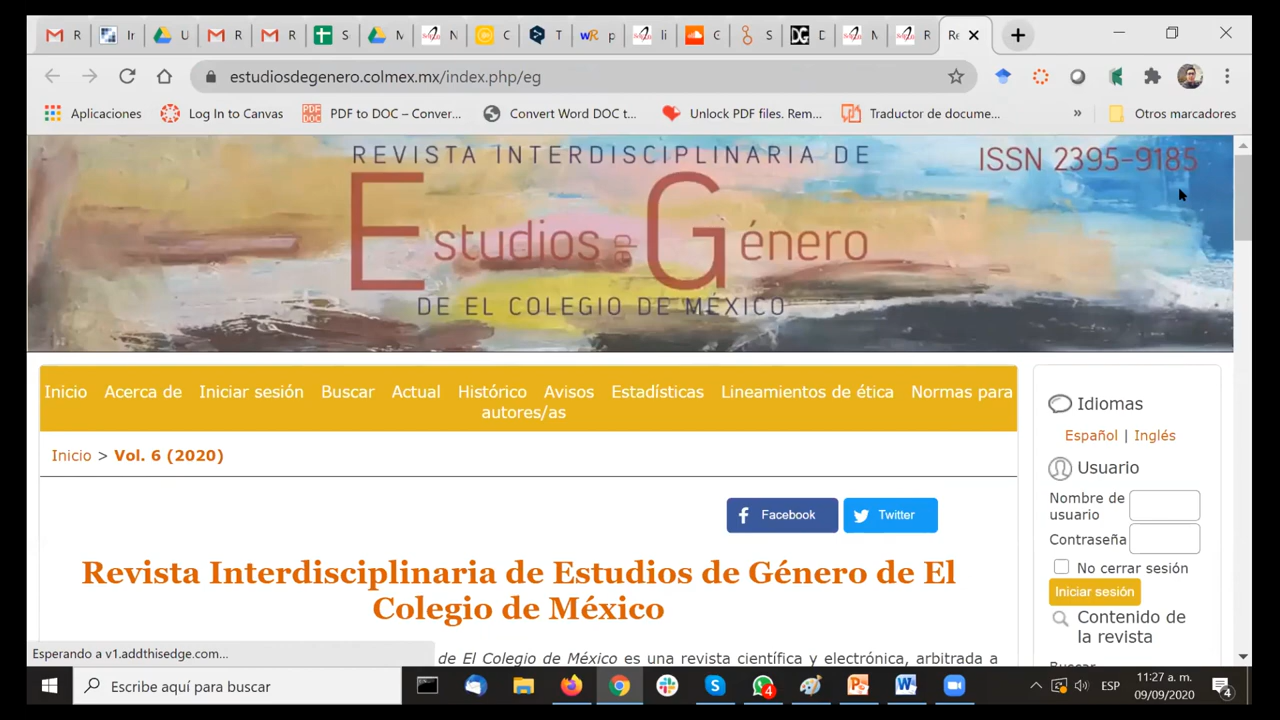 R
Ir
U
R
R
S
M
N
C
T
p
li
C
S
D
M
R
Re
estudiosdegenero.colmex.mx/index.php/eg
Aplicaciones
Log In to Canvas
PDF to DOC – Conver...
Convert Word DOC t...
Unlock PDF files. Rem...
Traductor de docume...
»
Otros marcadores
REVISTA INTERDISCIPLINARIA DE
ISSN 2395-9185
Estudios de Género
DE EL COLEGIO DE MÉXICO
Inicio Acerca de Iniciar sesión Buscar Actual Histórico Avisos Estadísticas Lineamientos de ética Normas para
autores/as
Inicio > Vol. 6 (2020)
Facebook
Twitter
Revista Interdisciplinaria de Estudios de Género de El
Colegio de México
de El Colegio de México es una revista científica y electrónica, arbitrada a
Idiomas
Español | Inglés
Usuario
Nombre de
usuario
Contraseña
No cerrar sesión
Iniciar sesión
Contenido de
la revista
Buscar
Esperando a v1.addthisedge.com...
Escribe aquí para buscar
4
ESP
11:27 a. m.
09/09/2020
4